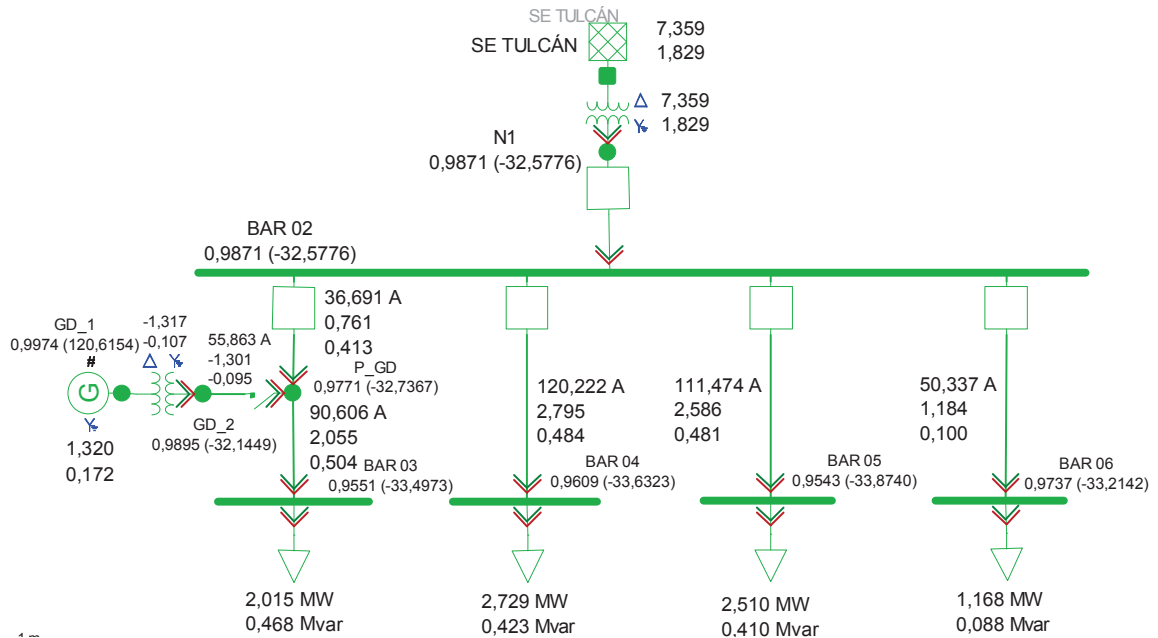 SE TULCÁN
SE TULCÁN
7,359
1,829
Δ 7,359
Y 1,829
N1
0,9871 (-32,5776)
BAR 02
0,9871 (-32,5776)
36,691 A
0,761
0,413
GD_1
0,9974 (120,6154)
#
-1,317
-0,107
Δ Y
55,863 A
-1,301
-0,095
P_GD
0,9771 (-32,7367)
G
Y
1,320
0,172
GD_2
0,9895 (-32,1449)
90,606 A
2,055
0,504
120,222 A
2,795
0,484
111,474 A
2,586
0,481
50,337 A
1,184
0,100
BAR 03
0,9551 (-33,4973)
BAR 04
0,9609 (-33,6323)
BAR 05
0,9543 (-33,8740)
BAR 06
0,9737 (-33,2142)
2,015 MW
0,468 Mvar
2,729 MW
0,423 Mvar
2,510 MW
0,410 Mvar
1,168 MW
0,088 Mvar